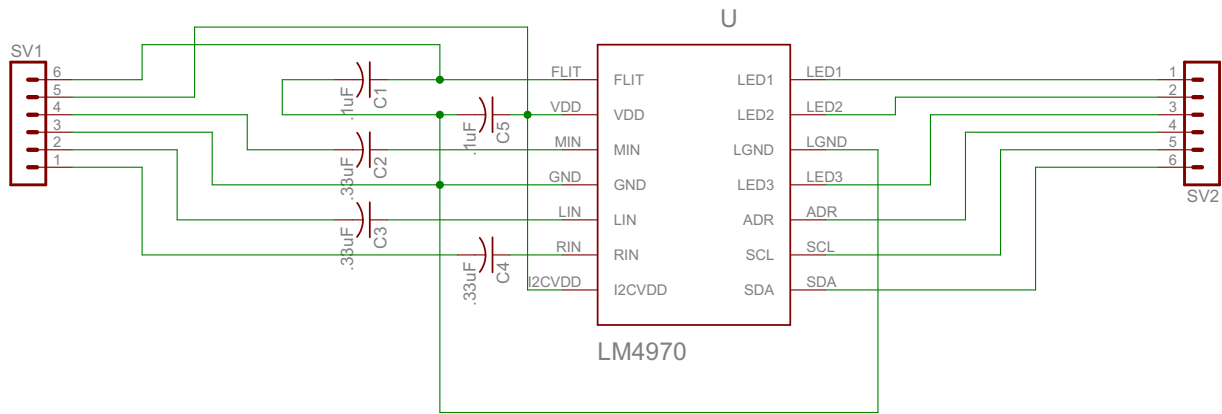 U
SV1
6
5
4
3
2
1
.1uF
C1
.1uF
C5
.33uF
C2
.33uF
C3
.33uF
C4
FLIT
VDD
MIN
GND
LIN
RIN
I2CVDD
FLIT
VDD
MIN
GND
LIN
RIN
I2CVDD
LED1
LED2
LGND
LED3
ADR
SCL
SDA
LED1
LED2
LGND
LED3
ADR
SCL
SDA
1
2
3
4
5
6
SV2
LM4970